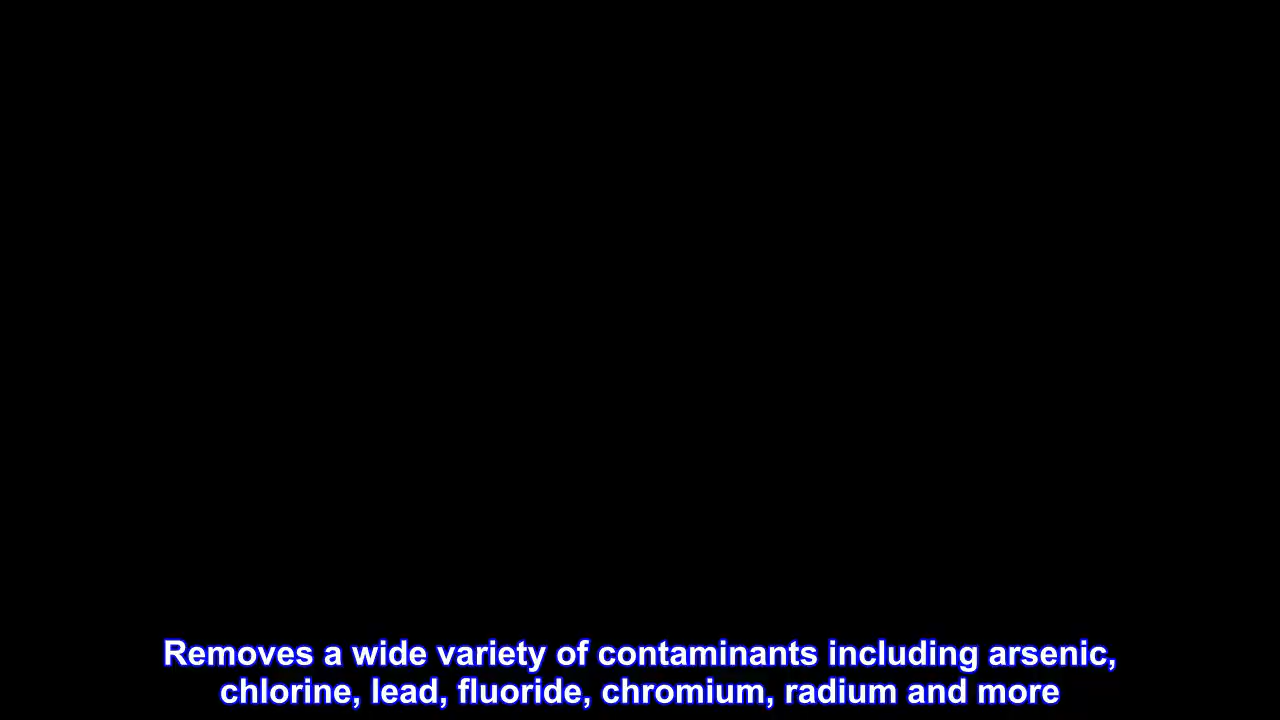 Removes a wide variety of contaminants including arsenic,
chlorine, lead, fluoride, chromium, radium and more